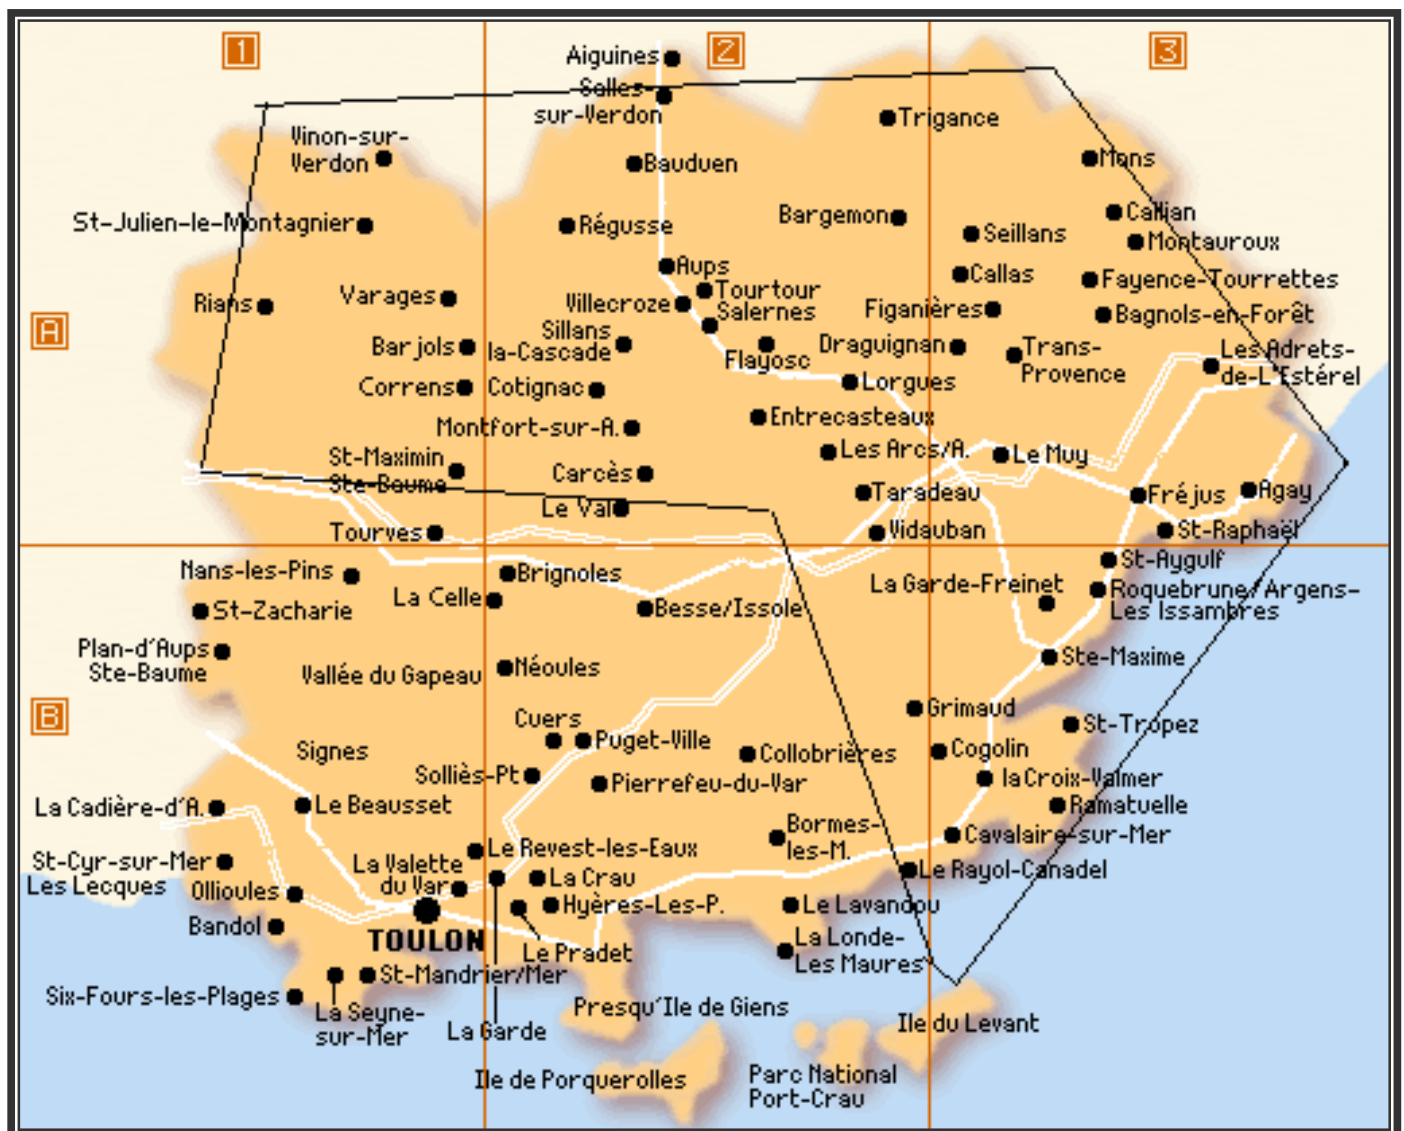 1
2
3
Aiguines
Salles-
sur-Verdon
Trigance
Vinon-sur-
Verdon
Bauduen
Mons
St-Julien-le-Montagnier
Régusse
Bargemon
Callian
Seillans
Montauroux
Aups
Callas
Fayence-Tourrettes
Rians
Varages
Villecroze
Tourtour
Salernes
Figanières
Bagnols-en-Forêt
A
Barjols
Sillans
la-Cascade
Flayosc
Draguignan
Trans-
Provence
Les Adrets-
de-L'Estérel
Correns
Cotignac
Lorgues
Montfort-sur-A.
Entrecasteaux
St-Maximin
Ste-Baume
Carcès
Les Arcs/A.
Le Muy
Le Val
Taradeau
Fréjus
Agay
Tourves
Vidauban
St-Raphaël
Nans-les-Pins
Brignoles
St-Aygulf
St-Zacharie
La Celle
Besse/Issole
La Garde-Freinet
Roquebrune/Argens-
Les Issambres
Plan-d'Aups
Ste-Baume
Vallée du Gapeau
Néoules
Ste-Maxime
B
Cuers
Puget-Ville
Grimaud
St-Tropez
Signes
Solliès-Pt
Pierrefeu-du-Var
Collobrières
Cogolin
la Croix-Valmer
La Cadière-d'A.
Le Beausset
Ramatuelle
Bormes-
les-M.
Cavalaire-sur-Mer
St-Cyr-sur-Mer
Les Lecques
La Valette
du Var
Le Revest-les-Eaux
La Crau
Le Rayol-Canadel
Ollioules
Hyères-Les-P.
Le Lavandou
Bandol
TOULON
Le Pradet
La Londe-
Les Maures
Six-Fours-les-Plages
St-Mandrier/Mer
La Seyne-
sur-Mer
La Garde
Presqu'Ile de Giens
Ile du Levant
Ile de Porquerolles
Parc National
Port-Crau